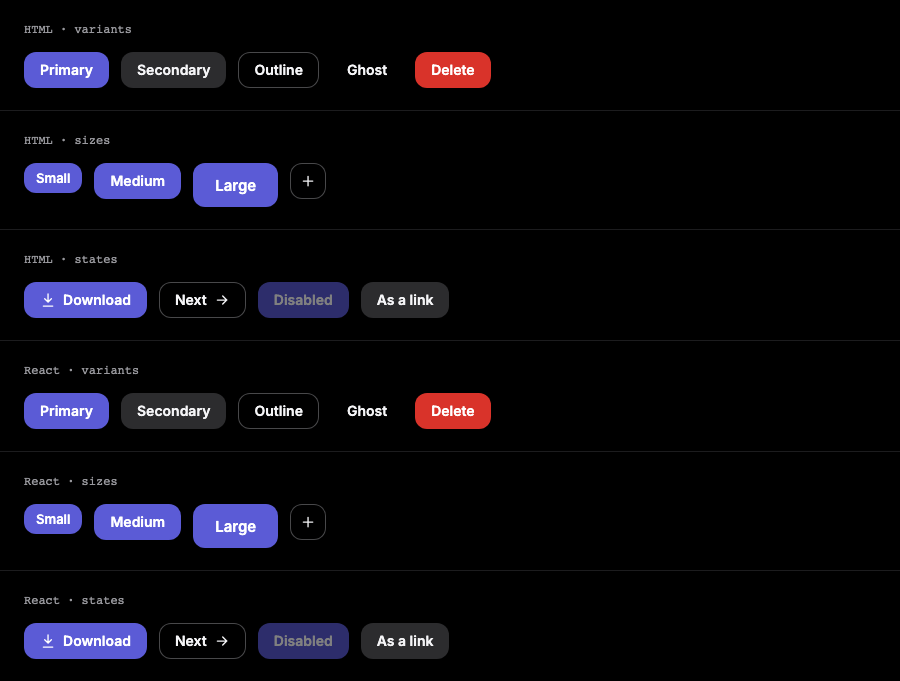 HTML · variants
Primary Secondary Outline Ghost Delete
HTML · sizes
Small Medium Large +
HTML · states
Download Next → Disabled As a link
React · variants
Primary Secondary Outline Ghost Delete
React · sizes
Small Medium Large +
React · states
Download Next → Disabled As a link